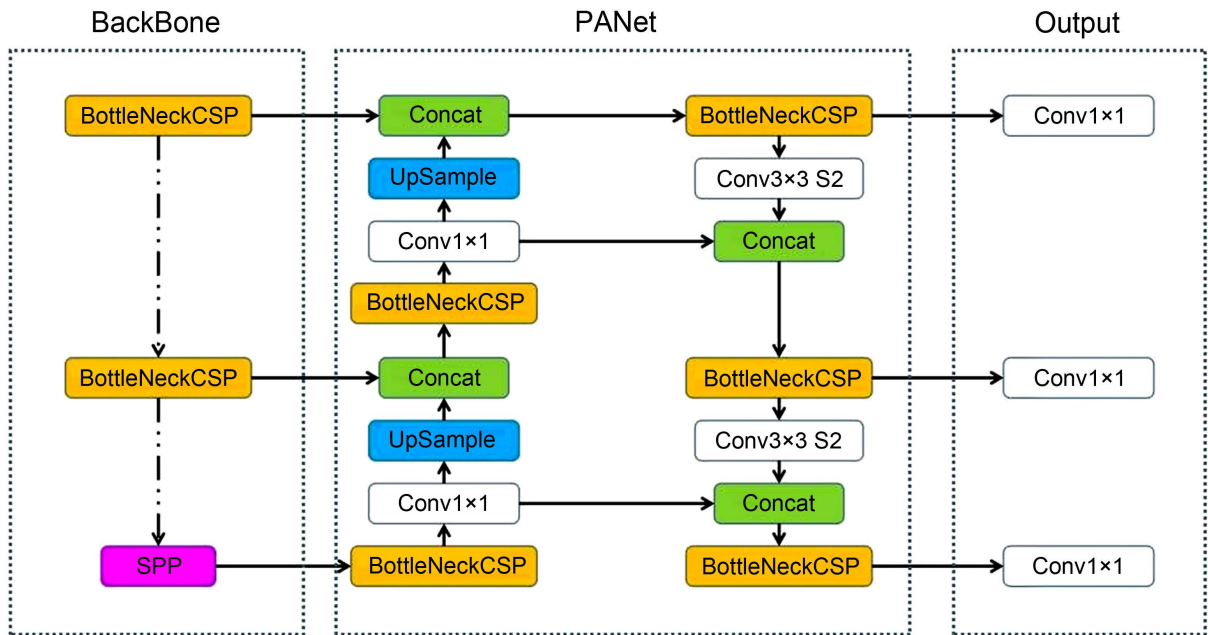 BackBone
PANet
Output
BottleNeckCSP
Concat
BottleNeckCSP
Conv1×1
UpSample
Conv3×3 S2
Conv1×1
Concat
BottleNeckCSP
BottleNeckCSP
Concat
BottleNeckCSP
Conv1×1
UpSample
Conv3×3 S2
Conv1×1
Concat
SPP
BottleNeckCSP
BottleNeckCSP
Conv1×1